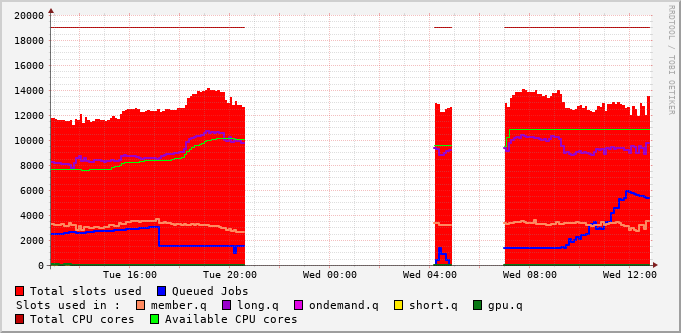 RRDTOOL / TOBI OETIKER
20000
18000
16000
14000
12000
10000
8000
6000
4000
2000
0
Tue 16:00 Tue 20:00 Wed 00:00 Wed 04:00 Wed 08:00 Wed 12:00
Total slots used Queued Jobs
Slots used in : member.q long.q ondemand.q short.q gpu.q
Total CPU cores Available CPU cores